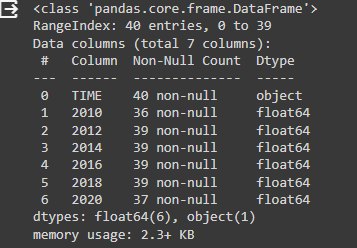 <class 'pandas.core.frame.DataFrame'>
RangeIndex: 40 entries, 0 to 39
Data columns (total 7 columns):
 #   Column  Non-Null Count  Dtype
---  ------  --------------  -----
 0   TIME    40 non-null     object
 1   2010    36 non-null     float64
 2   2012    39 non-null     float64
 3   2014    39 non-null     float64
 4   2016    39 non-null     float64
 5   2018    39 non-null     float64
 6   2020    37 non-null     float64
dtypes: float64(6), object(1)
memory usage: 2.3+ KB